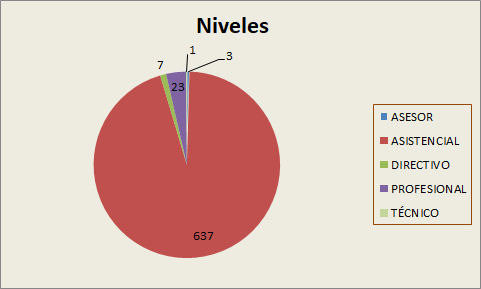 Niveles
1
3
7
23
637
ASESOR
ASISTENCIAL
DIRECTIVO
PROFESIONAL
TÉCNICO